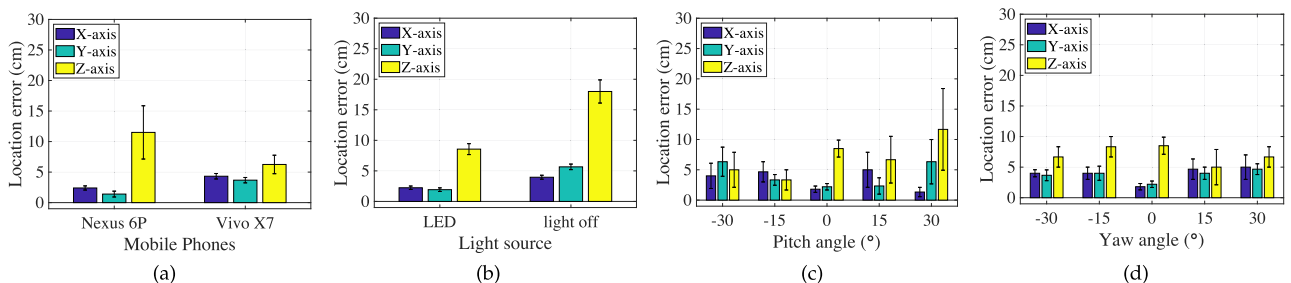 30
25
20
15
10
5
0
Location error (cm)
X-axis
Y-axis
Z-axis
Nexus 6P
Vivo X7
Mobile Phones
(a)
30
25
20
15
10
5
0
Location error (cm)
X-axis
Y-axis
Z-axis
LED
light off
Light source
(b)
30
25
20
15
10
5
0
Location error (cm)
X-axis
Y-axis
Z-axis
-30
-15
0
15
30
Pitch angle (°)
(c)
30
25
20
15
10
5
0
Location error (cm)
X-axis
Y-axis
Z-axis
-30
-15
0
15
30
Yaw angle (°)
(d)